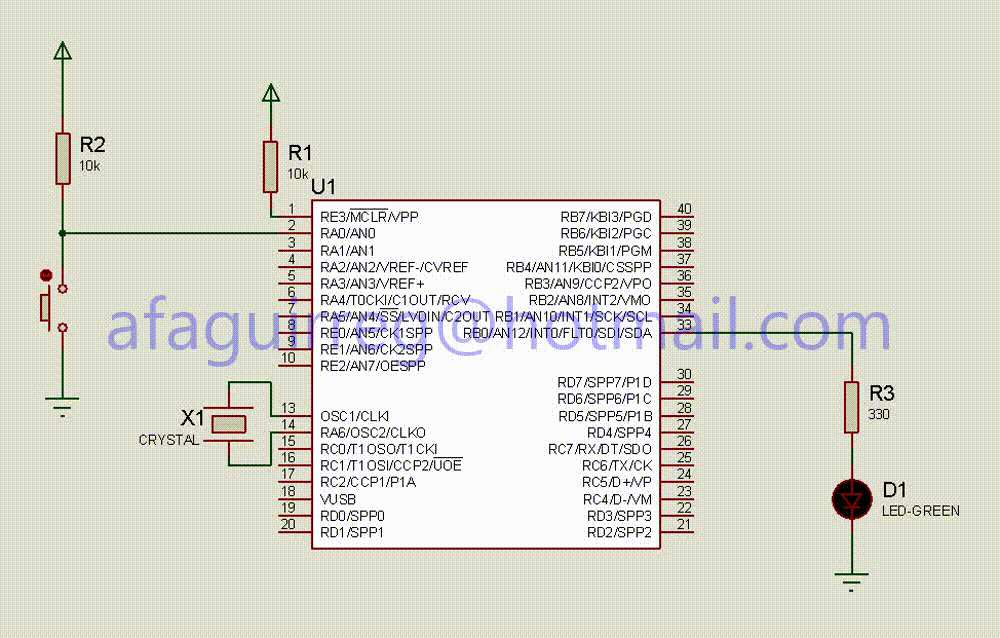 R2
10k
R1
10k
U1
1 RE3/MCLR/VPP RB7/KBI3/PGD 40
2 RA0/AN0 RB6/KBI2/PGC 39
3 RA1/AN1 RB5/KBI1/PGM 38
4 RA2/AN2/VREF-/CVREF RB4/AN11/KBI0/CSSPP 37
5 RA3/AN3/VREF+ RB3/AN9/CCP2/VPO 36
6 RA4/T0CKI/C1OUT/RCV RB2/AN8/INT2/VMO 35
7 RA5/AN4/SS/LVDIN/C2OUT RB1/AN10/INT1/SCK/SCL 34
8 RE0/AN5/CK1SPP RB0/AN12/INT0/FLT0/SDI/SDA 33
9 RE1/AN6/CK2SPP
10 RE2/AN7/OESPP
afaguineg@hotmail.com
RD7/SPP7/P1D 30
RD6/SPP6/P1C 29
13 OSC1/CLKI RD5/SPP5/P1B 28
14 RA6/OSC2/CLKO RD4/SPP4 27
15 RC0/T1OSO/T1CKI RC7/RX/DT/SDO 26
16 RC1/T1OSI/CCP2/UOE RC6/TX/CK 25
17 RC2/CCP1/P1A RC5/D+/VP 24
18 VUSB RC4/D-/VM 23
19 RD0/SPP0 RD3/SPP3 22
20 RD1/SPP1 RD2/SPP2 21
X1
CRYSTAL
R3
330
D1
LED-GREEN